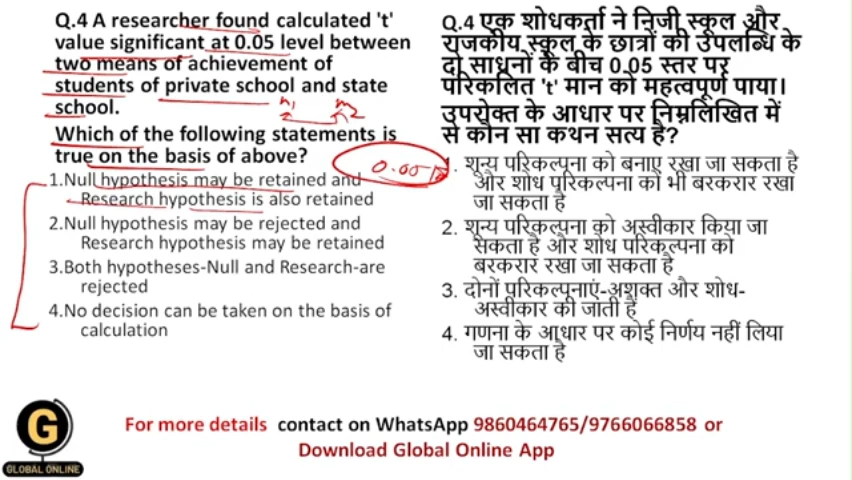 Q.4 A researcher found calculated 't'
value significant at 0.05 level between
two means of achievement of
students of private school and state
school.
Which of the following statements is
true on the basis of above?
1.Null hypothesis may be retained and
Research hypothesis is also retained
2.Null hypothesis may be rejected and
Research hypothesis may be retained
3.Both hypotheses-Null and Research-are
rejected
4.No decision can be taken on the basis of
calculation
Q.4 एक शोधकर्ता ने निजी स्कूल और
राजकीय स्कूल के छात्रों की उपलब्धि के
दो साधनों के बीच 0.05 स्तर पर
परिकलित 't' मान को महत्वपूर्ण पाया।
उपरोक्त के आधार पर निम्नलिखित में
से कौन सा कथन सत्य है?
. शून्य परिकल्पना को बनाए रखा जा सकता है
और शोध परिकल्पना को भी बरकरार रखा
जा सकता है
2. शून्य परिकल्पना को अस्वीकार किया जा
सकता है और शोध परिकल्पना को
बरकरार रखा जा सकता है
3. दोनों परिकल्पनाएं-अशक्त और शोध-
अस्वीकार की जाती हैं
4. गणना के आधार पर कोई निर्णय नहीं लिया
जा सकता है
G
GLOBAL ONLINE
For more details contact on WhatsApp 9860464765/9766066858 or
Download Global Online App